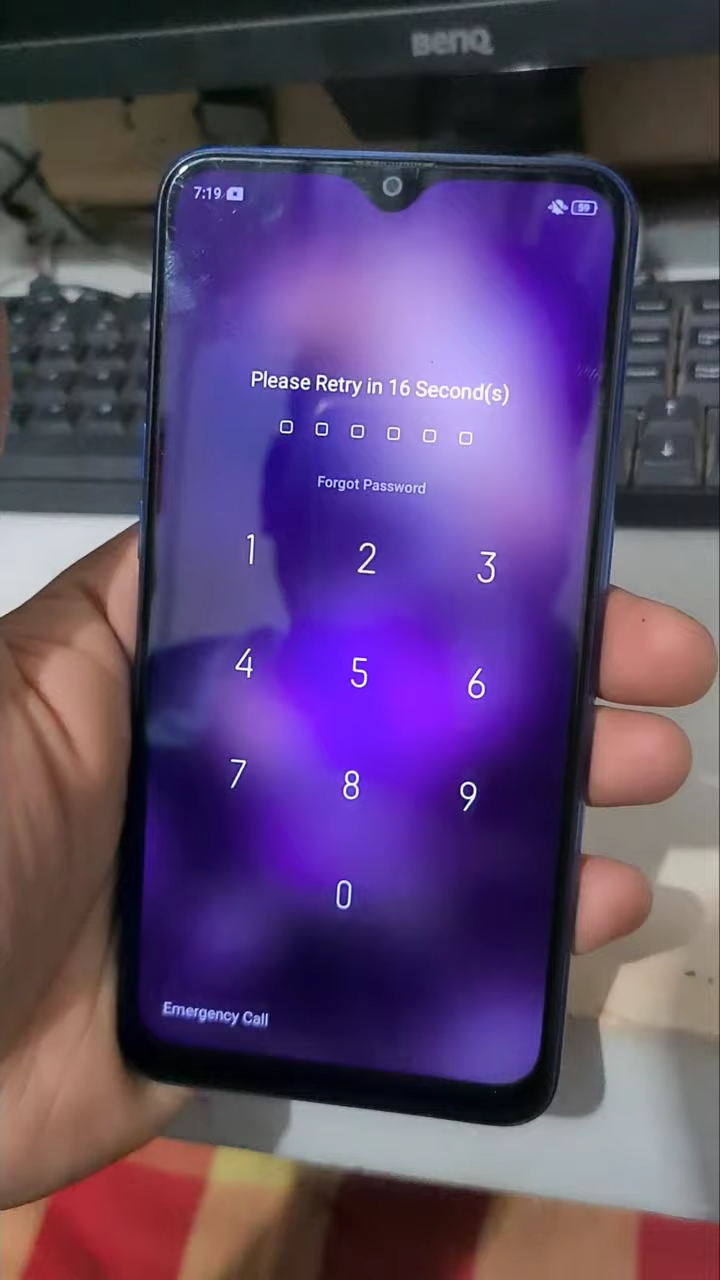 BenQ
7:19
59
Please Retry in 16 Second(s)
Forgot Password
1 2 3
4 5 6
7 8 9
0
Emergency Call